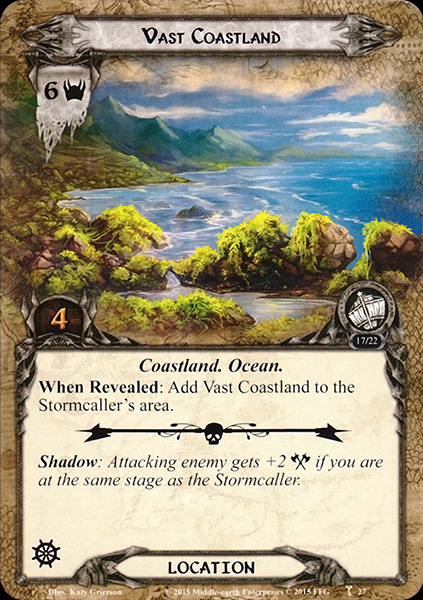 Vast Coastland
6
4
17/22
Coastland. Ocean.
When Revealed: Add Vast Coastland to the
Stormcaller's area.
Shadow: Attacking enemy gets +2 if you are
at the same stage as the Stormcaller.
LOCATION
Illus. Katy Grierson © 2015 Middle-earth Enterprises © 2015 FFG 27